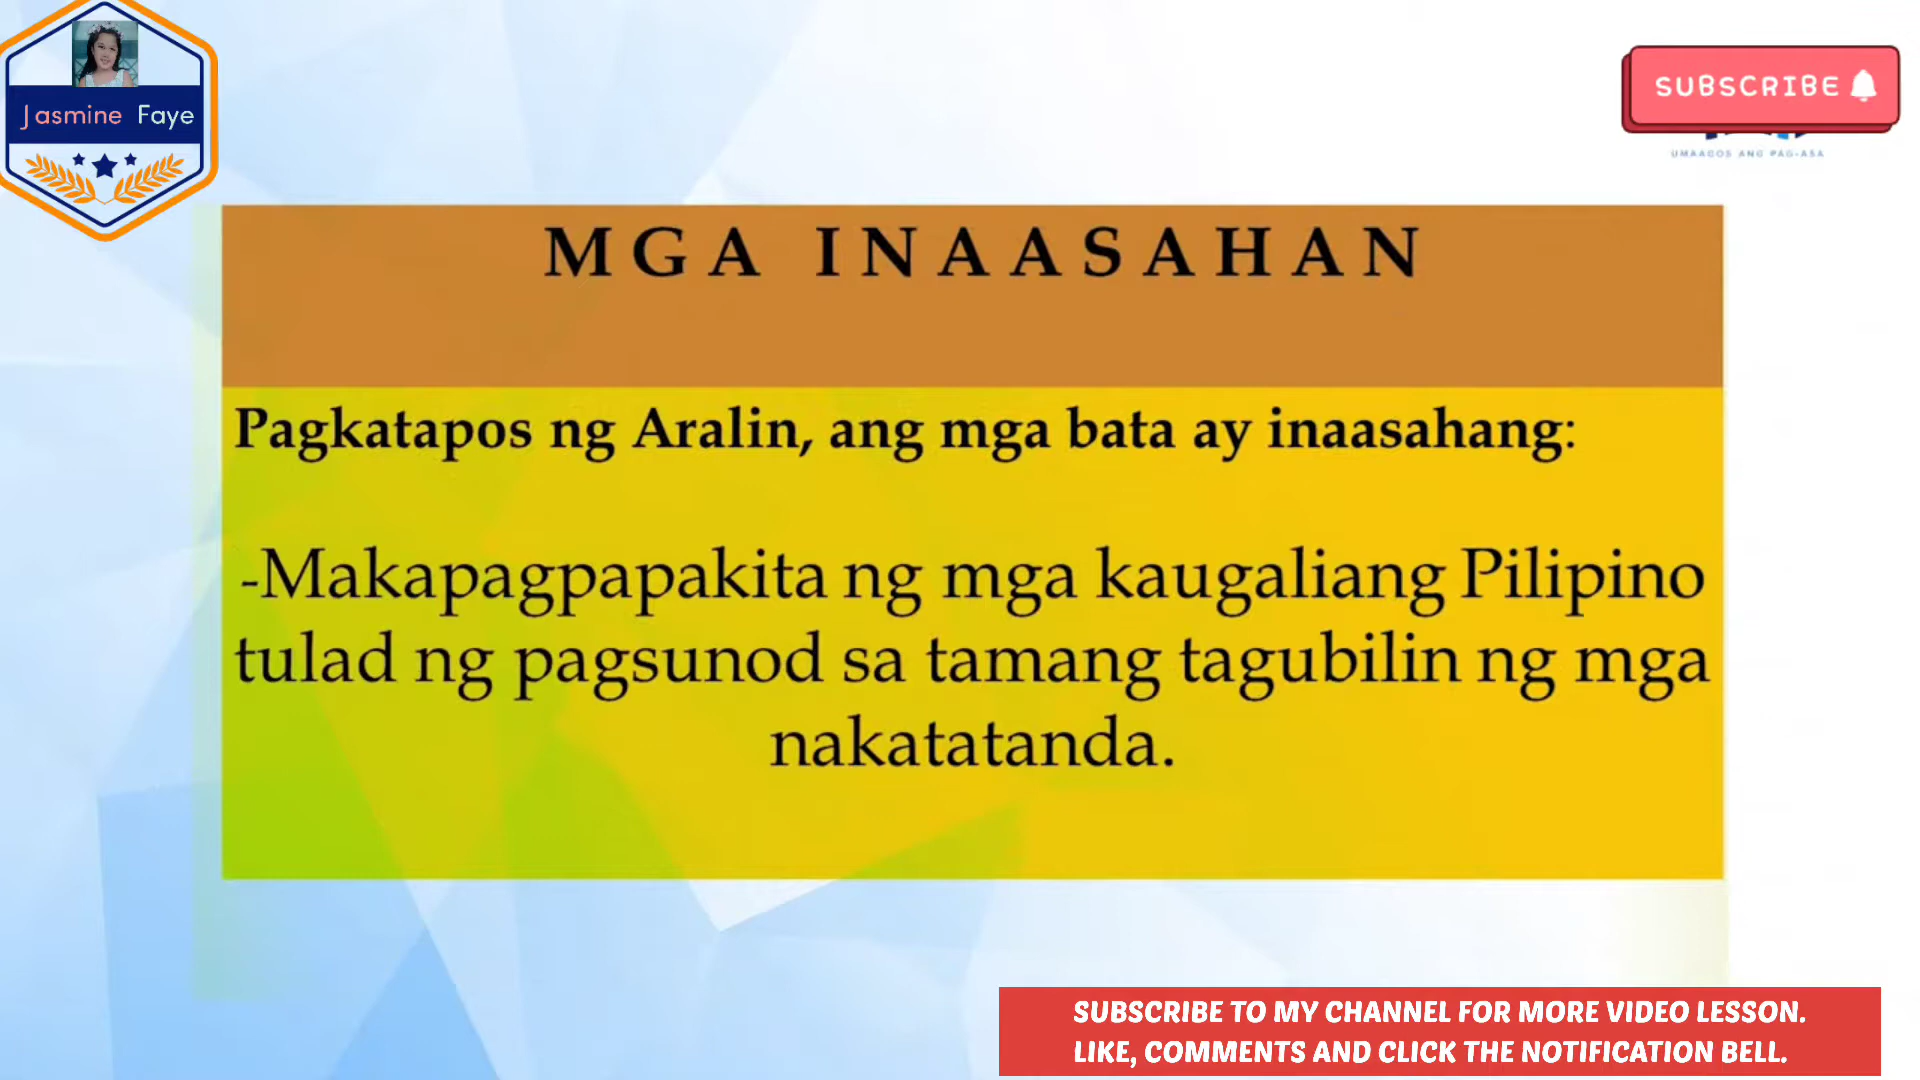 Jasmine Faye
SUBSCRIBE
UMAAGOS ANG PAG-ASA
MGA INAASAHAN
Pagkatapos ng Aralin, ang mga bata ay inaasahang:
-Makapagpapakita ng mga kaugaliang Pilipino
tulad ng pagsunod sa tamang tagubilin ng mga
nakatatanda.
SUBSCRIBE TO MY CHANNEL FOR MORE VIDEO LESSON.
LIKE, COMMENTS AND CLICK THE NOTIFICATION BELL.